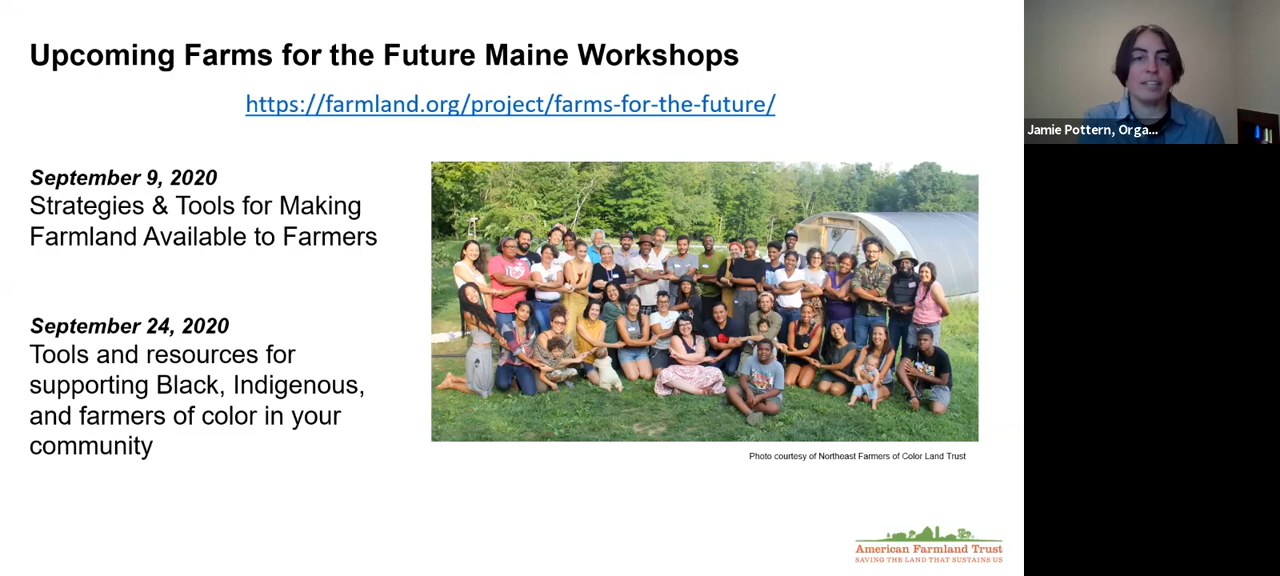 Upcoming Farms for the Future Maine Workshops
https://farmland.org/project/farms-for-the-future/
September 9, 2020
Strategies & Tools for Making
Farmland Available to Farmers
September 24, 2020
Tools and resources for
supporting Black, Indigenous,
and farmers of color in your
community
Photo courtesy of Northeast Farmers of Color Land Trust
American Farmland Trust
SAVING THE LAND THAT SUSTAINS US
Jamie Pottern, Orga...